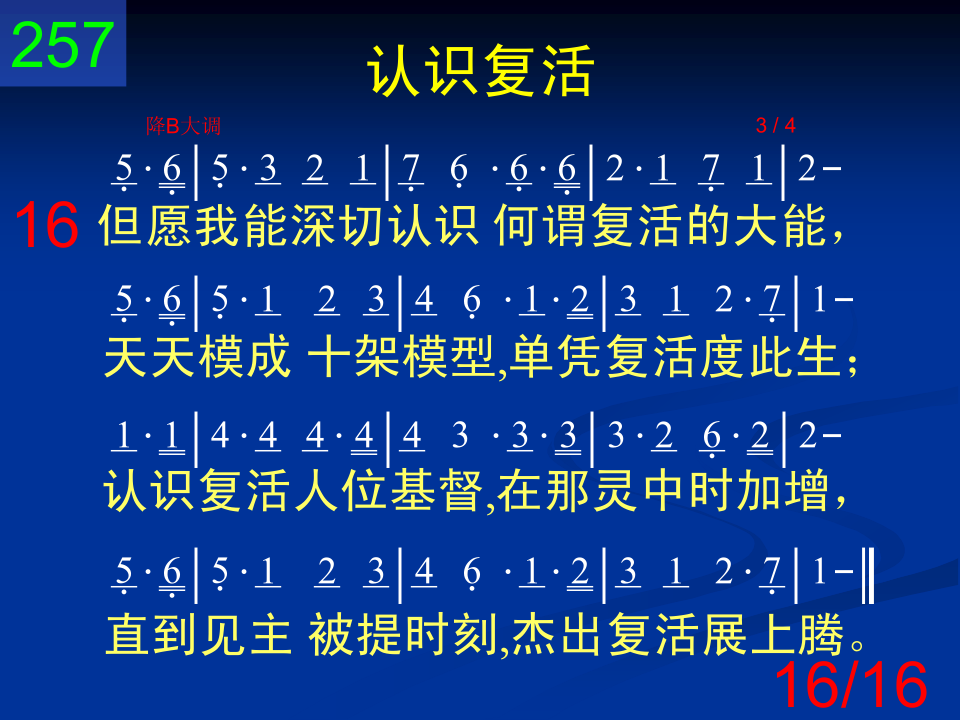 257
认识复活
降B大调 3 / 4
5 · 6 | 5 · 3 2 1 | 7 6 · 6 · 6 | 2 · 1 7 1 | 2 –
16 但愿我能深切认识 何谓复活的大能，
5 · 6 | 5 · 1 2 3 | 4 6 · 1 · 2 | 3 1 2 · 7 | 1 –
天天模成 十架模型,单凭复活度此生；
1 · 1 | 4 · 4 4 · 4 | 4 3 · 3 · 3 | 3 · 2 6 · 2 | 2 –
认识复活人位基督,在那灵中时加增，
5 · 6 | 5 · 1 2 3 | 4 6 · 1 · 2 | 3 1 2 · 7 | 1 – ‖
直到见主 被提时刻,杰出复活展上腾。
16/16